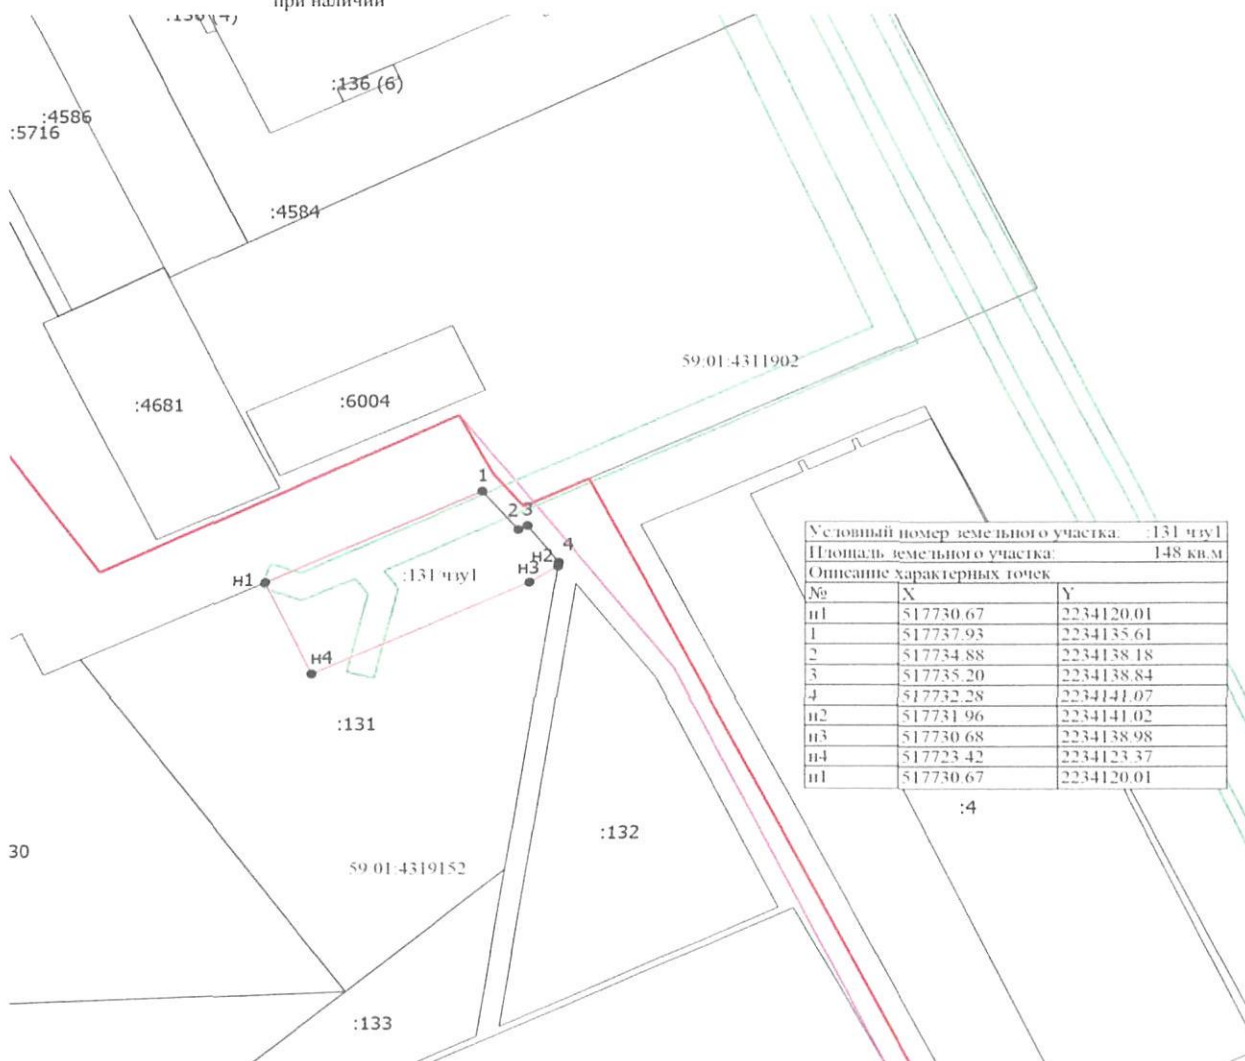 при наличии
:136 (4)
:136 (6)
:4586
:5716
:4584
59:01:4311902
:4681
:6004
1
2 3
н2 4
н1
:131/чзу1
н3
н4
:131
Условный номер земельного участка: :131 чзу1
Площадь земельного участка: 148 кв.м
Описание характерных точек
№ X Y
н1 517730.67 2234120.01
1 517737.93 2234135.61
2 517734.88 2234138.18
3 517735.20 2234138.84
4 517732.28 2234141.07
н2 517731.96 2234141.02
н3 517730.68 2234138.98
н4 517723.42 2234123.37
н1 517730.67 2234120.01
:4
:132
30
59:01:4319152
:133